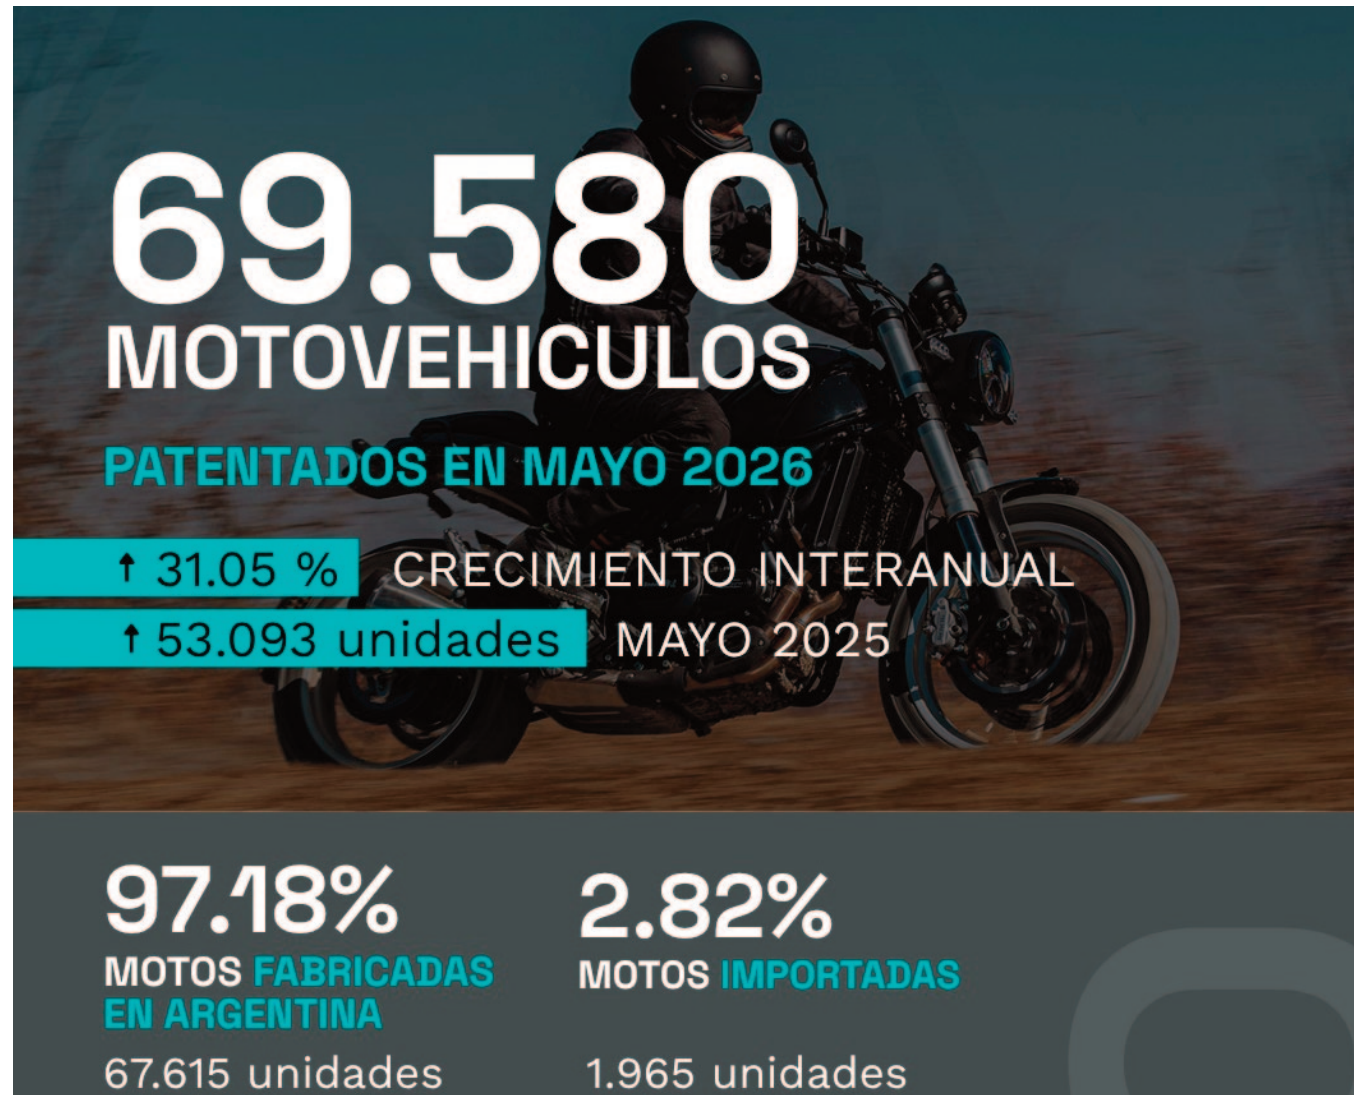 69.580
MOTOVEHICULOS
PATENTADOS EN MAYO 2026
↑ 31.05 % CRECIMIENTO INTERANUAL
↑ 53.093 unidades MAYO 2025
97.18%
MOTOS FABRICADAS
EN ARGENTINA
67.615 unidades
2.82%
MOTOS IMPORTADAS
1.965 unidades